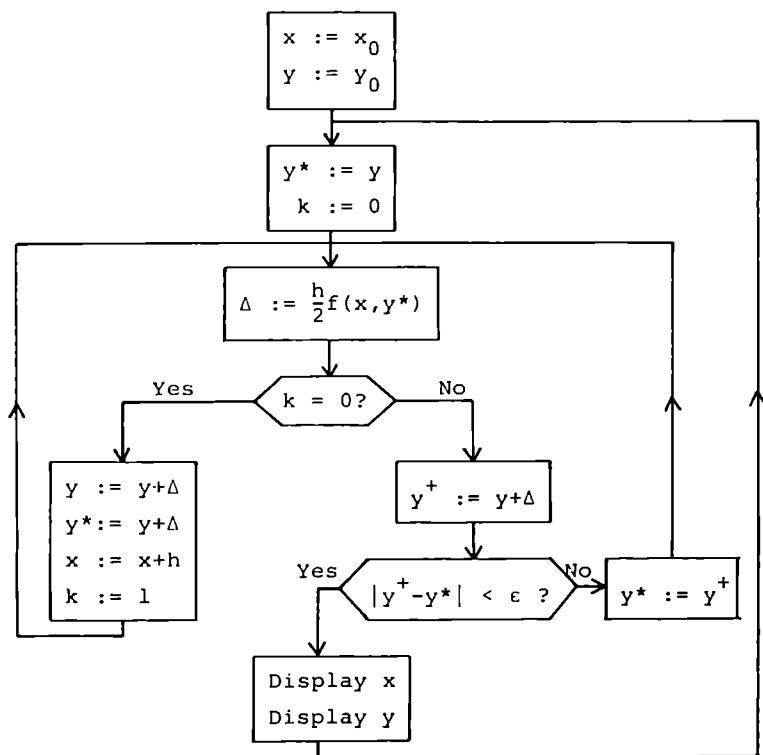 x := x₀
y := y₀
y* := y
k := 0
Δ := h/2 f(x,y*)
Yes
k = 0?
No
y := y+Δ
y*:= y+Δ
x := x+h
k := 1
y⁺ := y+Δ
Yes
|y⁺-y*| < ε ?
No
y* := y⁺
Display x
Display y